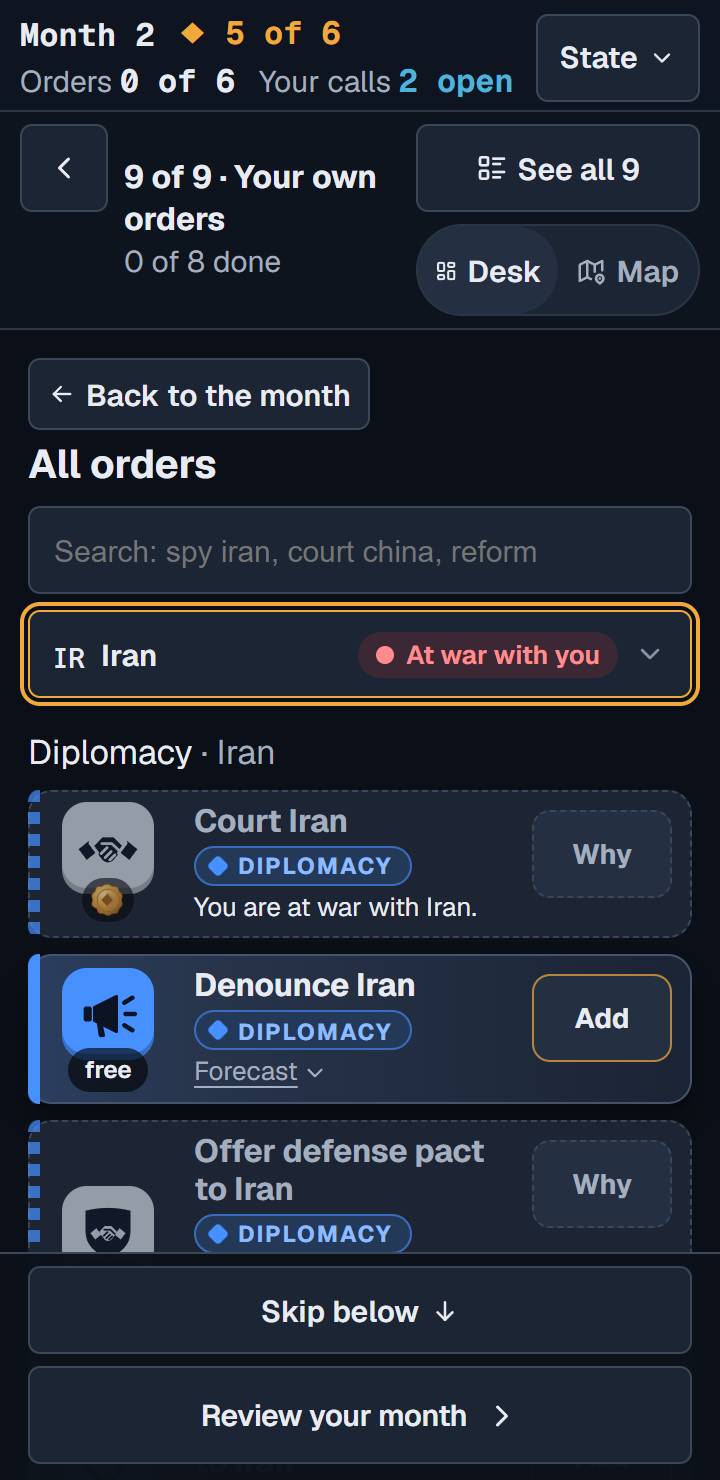 Month 2 ◆ 5 of 6
Orders 0 of 6 Your calls 2 open
State
9 of 9 · Your own
orders
0 of 8 done
See all 9
Desk
Map
← Back to the month
All orders
Search: spy iran, court china, reform
IR Iran
At war with you
Diplomacy · Iran
Court Iran
DIPLOMACY
You are at war with Iran.
Why
Denounce Iran
DIPLOMACY
Forecast
free
Add
Offer defense pact
to Iran
DIPLOMACY
Why
Skip below ↓
Review your month